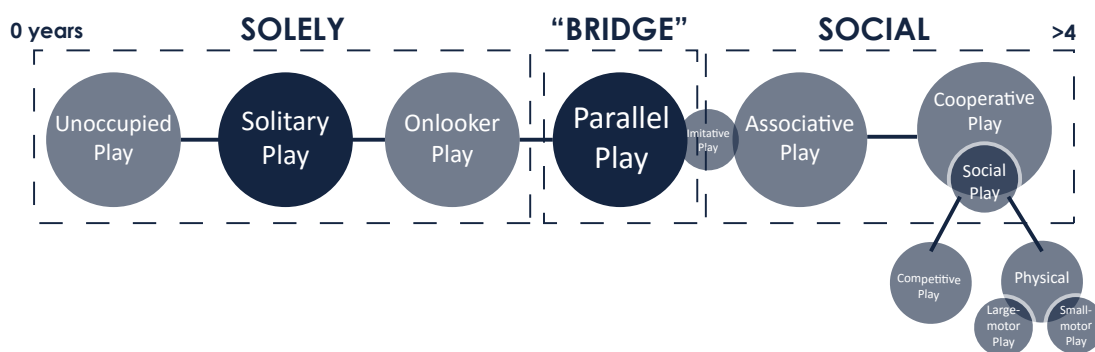 0 years
SOLELY
“BRIDGE”
SOCIAL
>4
Unoccupied
Play
Solitary
Play
Onlooker
Play
Parallel
Play
Imitative
Play
Associative
Play
Cooperative
Play
Social
Play
Competitive
Play
Physical
Large-
motor
Play
Small-
motor Play